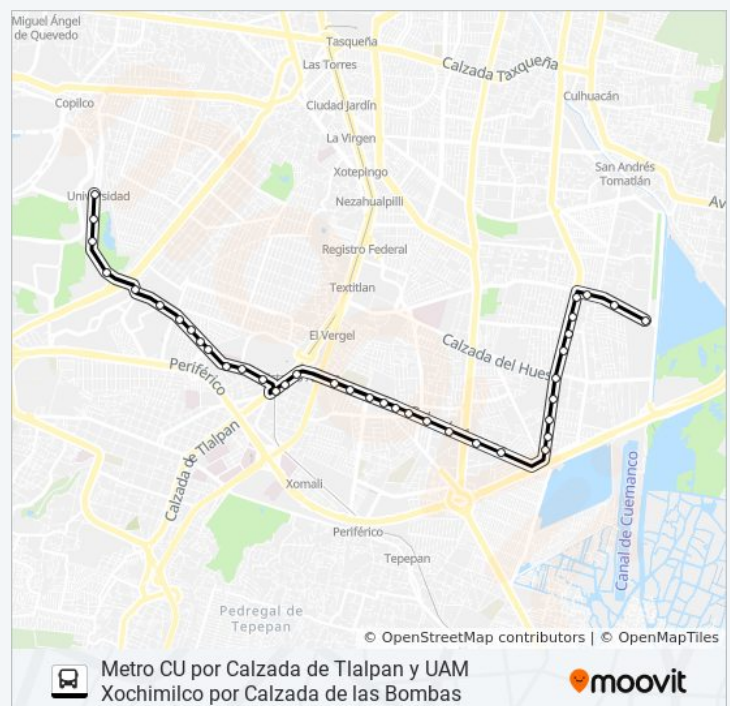 Miguel Ángel
de Quevedo
Tasqueña
Las Torres
Calzada Taxqueña
Copilco
Ciudad Jardín
Culhuacán
La Virgen
Xotepingo
San Andrés
Tomatlán
Universidad
Nezahualpilli
Av
Registro Federal
Textitlan
El Vergel
Calzada del Hues
Periférico
Calzada de Tlalpan
Xomali
Periférico
Tepepan
Canal de Cuemanco
Pedregal de
Tepepan
© OpenStreetMap contributors | © OpenMapTiles
Metro CU por Calzada de Tlalpan y UAM
Xochimilco por Calzada de las Bombas
moovit